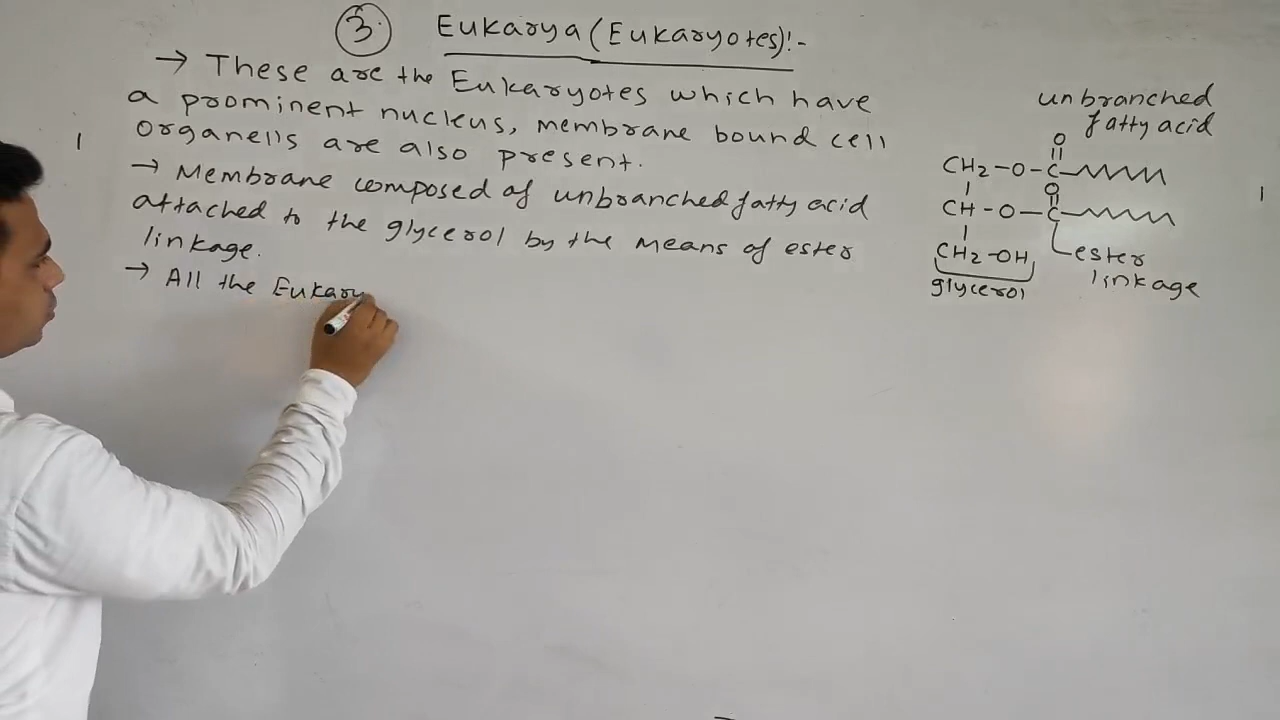 3. Eukarya (Eukaryotes)!-
→ These are the Eukaryotes which have
a prominent nucleus, membrane bound cell
organells are also present.
→ Membrane composed of unbranched fatty acid
attached to the glycerol by the means of ester
linkage.
→ All the Eukary
unbranched
fatty acid
O
CH2-O-C
O
CH-O-C
CH2-OH
ester
linkage
glycerol